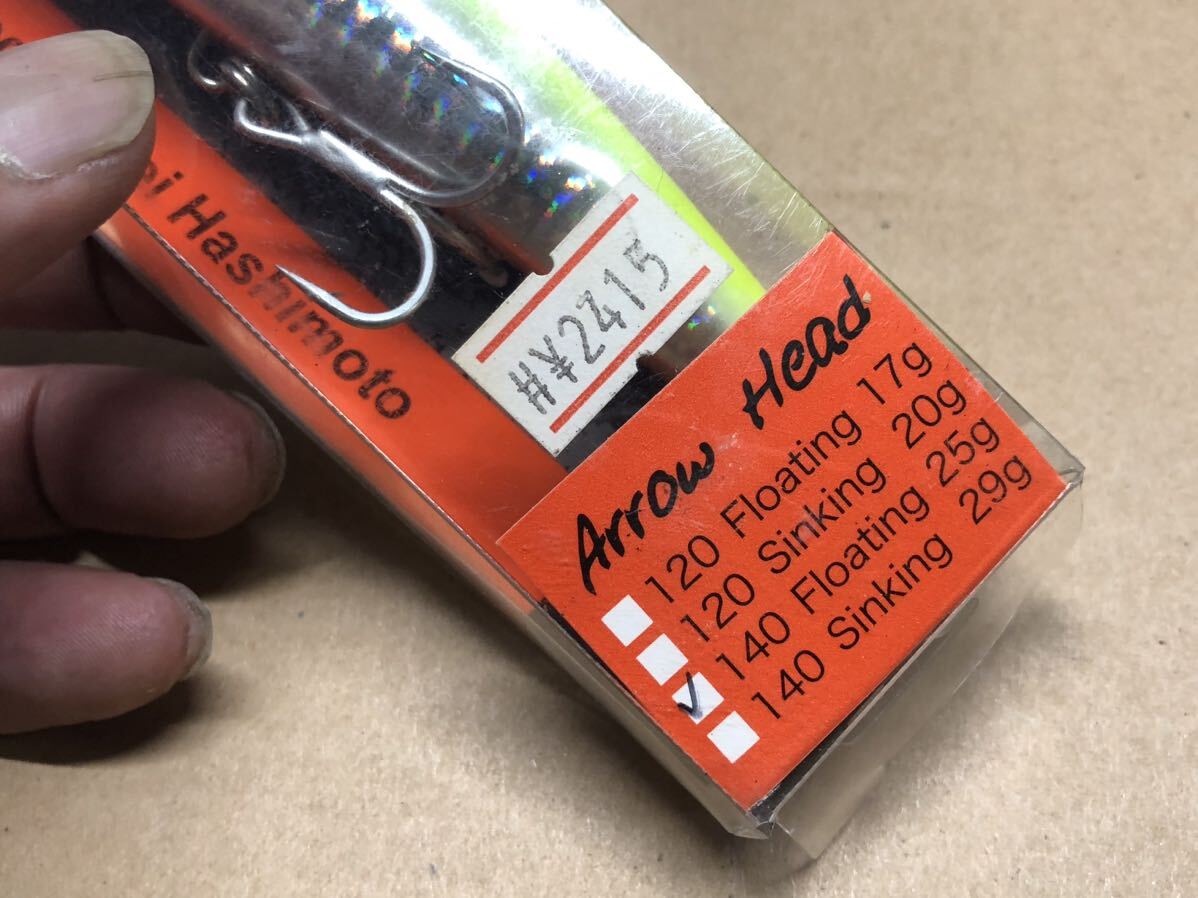 Hashimoto
¥2415
Arrow Head
120 Floating 17g
120 Sinking 20g
140 Floating 25g
140 Sinking 29g